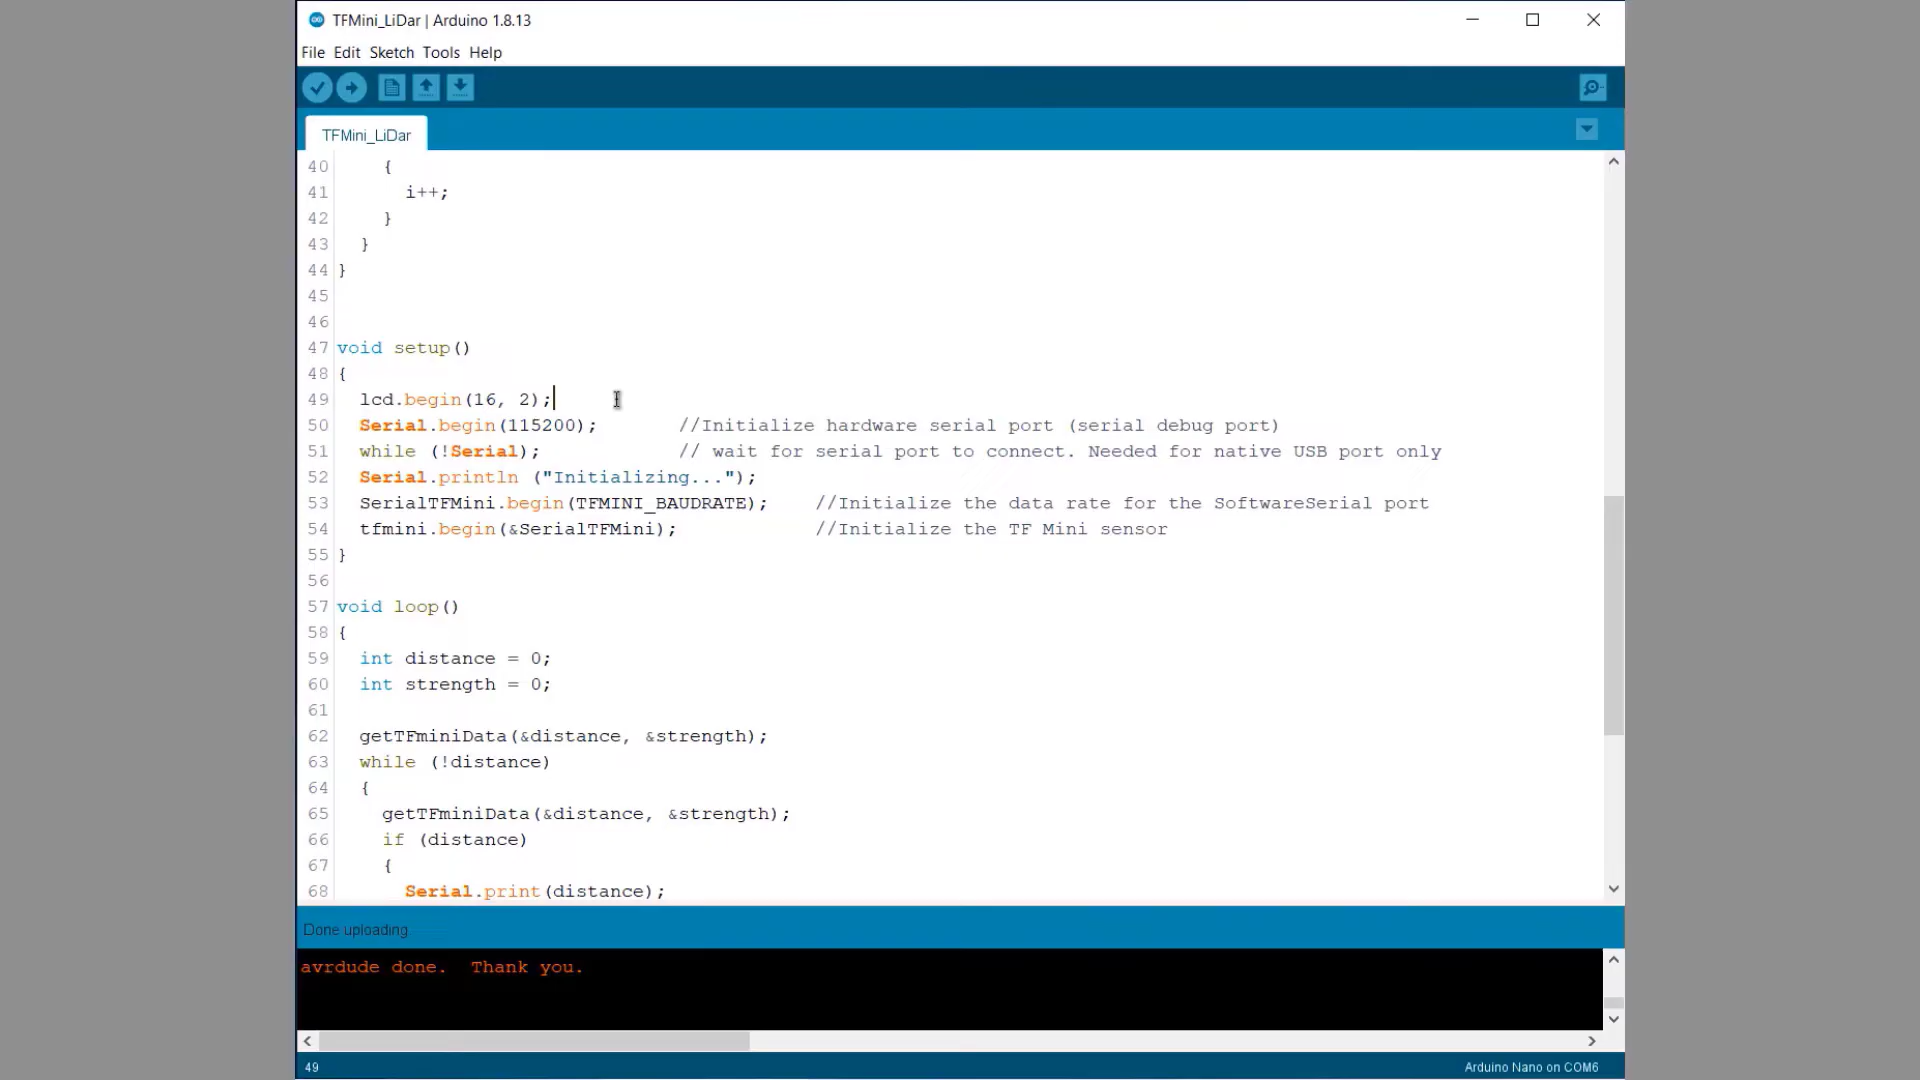 TFMini_LiDar | Arduino 1.8.13
File Edit Sketch Tools Help
TFMini_LiDar
40 {
41 i++;
42 }
43 }
44 }
45
46
47 void setup()
48 {
49 lcd.begin(16, 2);
50 Serial.begin(115200); //Initialize hardware serial port (serial debug port)
51 while (!Serial); // wait for serial port to connect. Needed for native USB port only
52 Serial.println ("Initializing...");
53 SerialTFMini.begin(TFMINI_BAUDRATE); //Initialize the data rate for the SoftwareSerial port
54 tfmini.begin(&SerialTFMini); //Initialize the TF Mini sensor
55 }
56
57 void loop()
58 {
59 int distance = 0;
60 int strength = 0;
61
62 getTFminiData(&distance, &strength);
63 while (!distance)
64 {
65 getTFminiData(&distance, &strength);
66 if (distance)
67 {
68 Serial.print(distance);
Done uploading.
avrdude done.  Thank you.
49
Arduino Nano on COM6